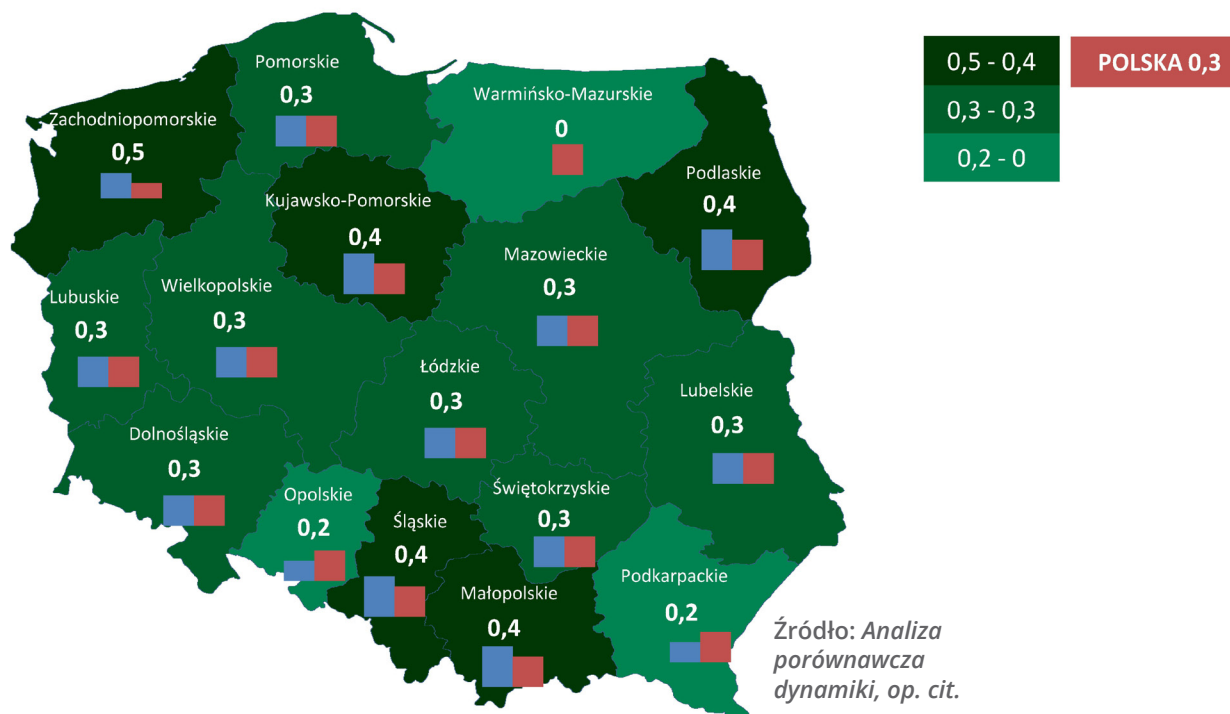 Pomorskie
0,3
Warmińsko-Mazurskie
0
Zachodniopomorskie
0,5
Podlaskie
0,4
Kujawsko-Pomorskie
0,4
Mazowieckie
0,3
Lubuskie
0,3
Wielkopolskie
0,3
Łódzkie
0,3
Lubelskie
0,3
Dolnośląskie
0,3
Opolskie
0,2
Śląskie
0,4
Świętokrzyskie
0,3
Małopolskie
0,4
Podkarpackie
0,2
0,5 - 0,4
POLSKA 0,3
0,3 - 0,3
0,2 - 0
Źródło: Analiza
porównawcza
dynamiki, op. cit.